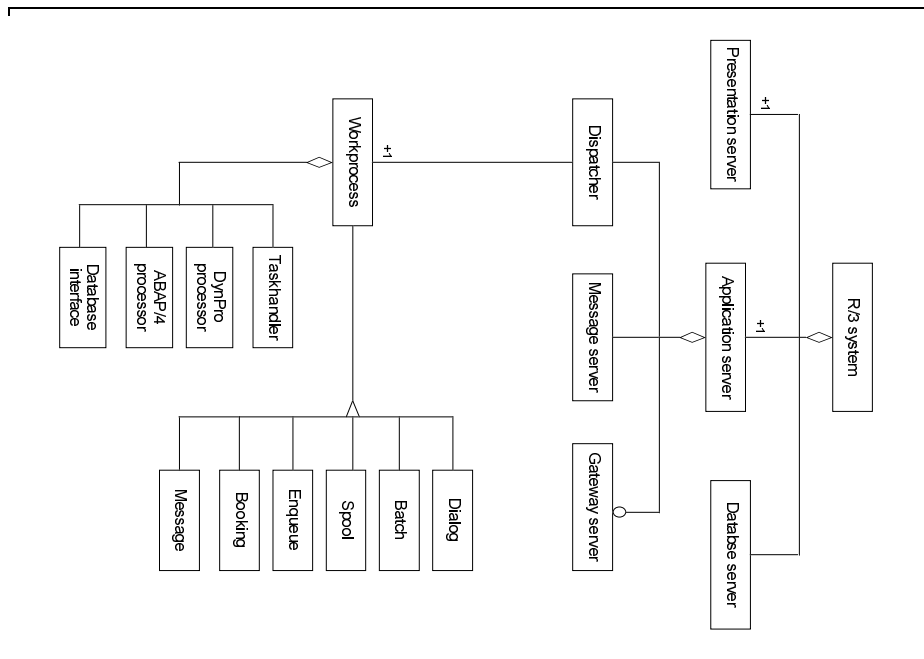 R/3 system
Presentation server
+1
Application server
+1
Databse server
Dispatcher
Message server
Gateway server
Workprocess
+1
Taskhandler
DynPro
processor
ABAP/4
processor
Database
interface
Dialog
Batch
Spool
Enqueue
Booking
Message